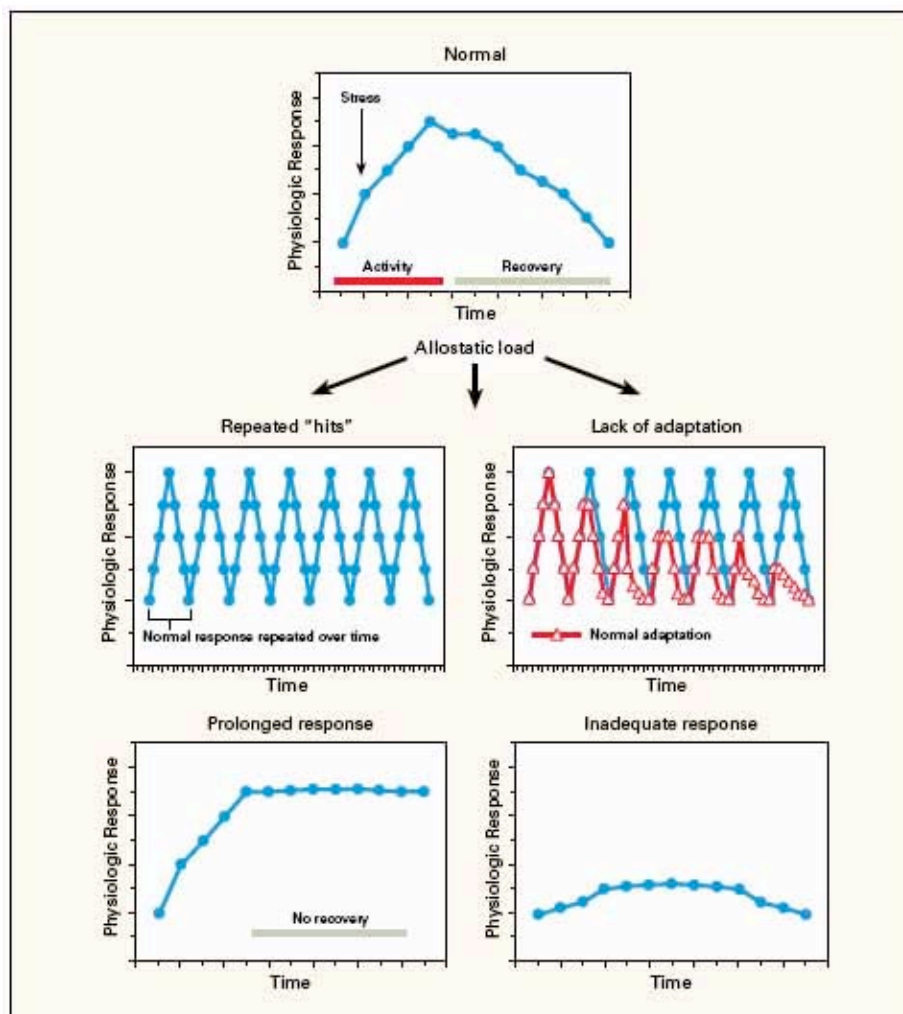 Normal
Physiologic Response
Stress
Activity
Recovery
Time
Allostatic load
Repeated "hits"
Physiologic Response
Normal response repeated over time
Time
Lack of adaptation
Physiologic Response
Normal adaptation
Time
Prolonged response
Physiologic Response
No recovery
Time
Inadequate response
Physiologic Response
Time